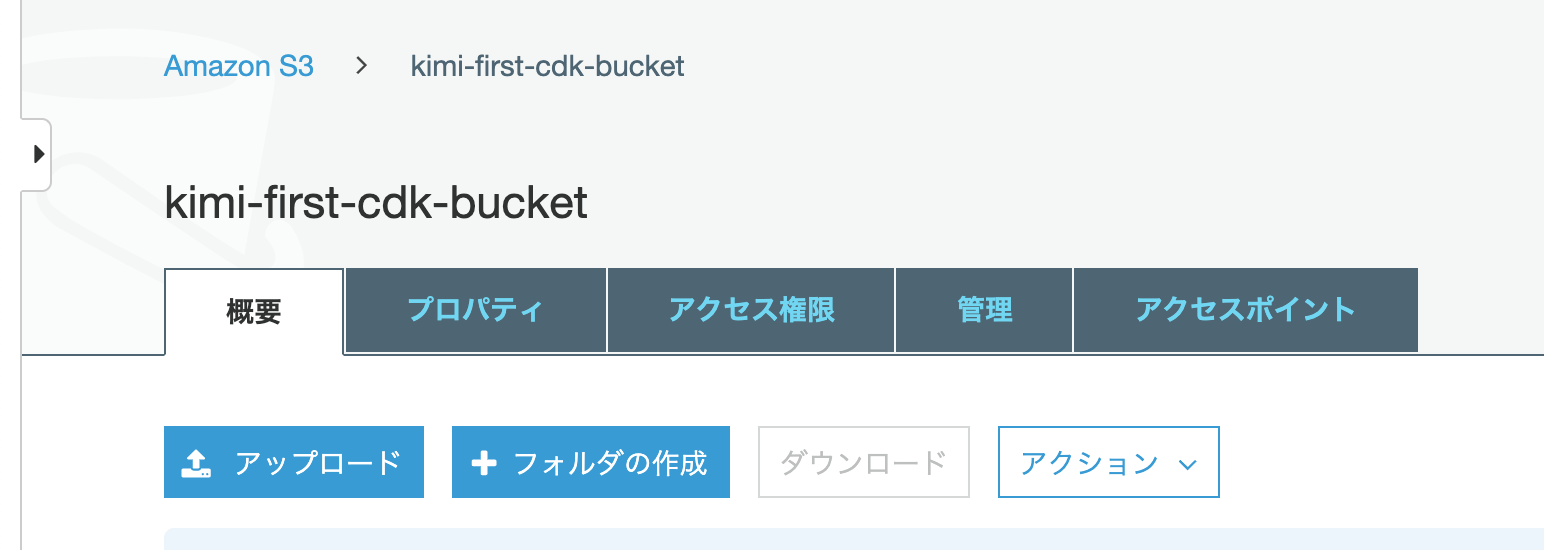 Amazon S3 > kimi-first-cdk-bucket
kimi-first-cdk-bucket
概要 プロパティ アクセス権限 管理 アクセスポイント
アップロード フォルダの作成 ダウンロード アクション